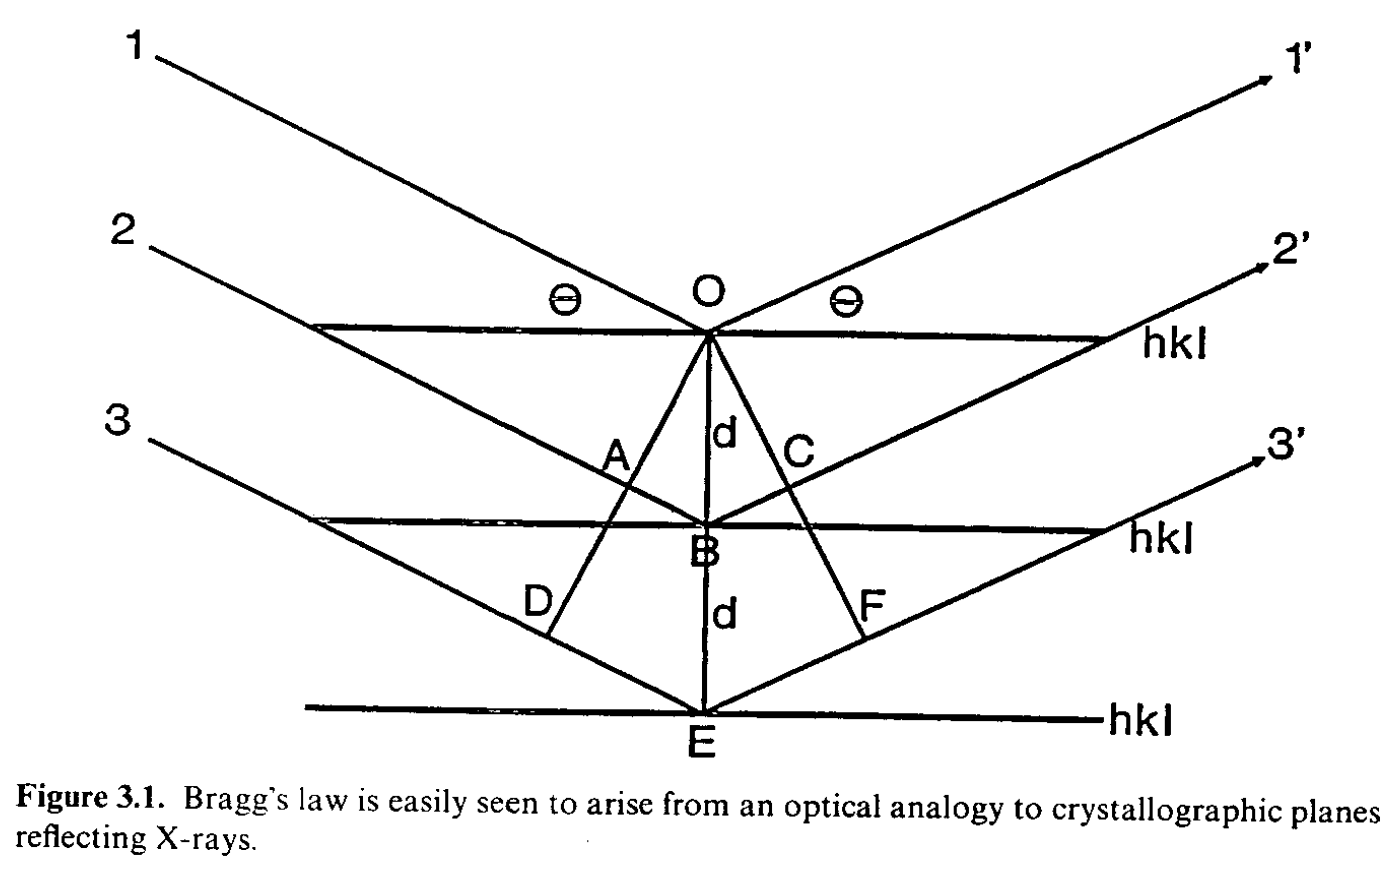 1
1'
2
O
2'
Θ
Θ
hkl
3
d
A
C
3'
B
hkl
D
d
F
E
hkl
Figure 3.1. Bragg's law is easily seen to arise from an optical analogy to crystallographic planes
reflecting X-rays.